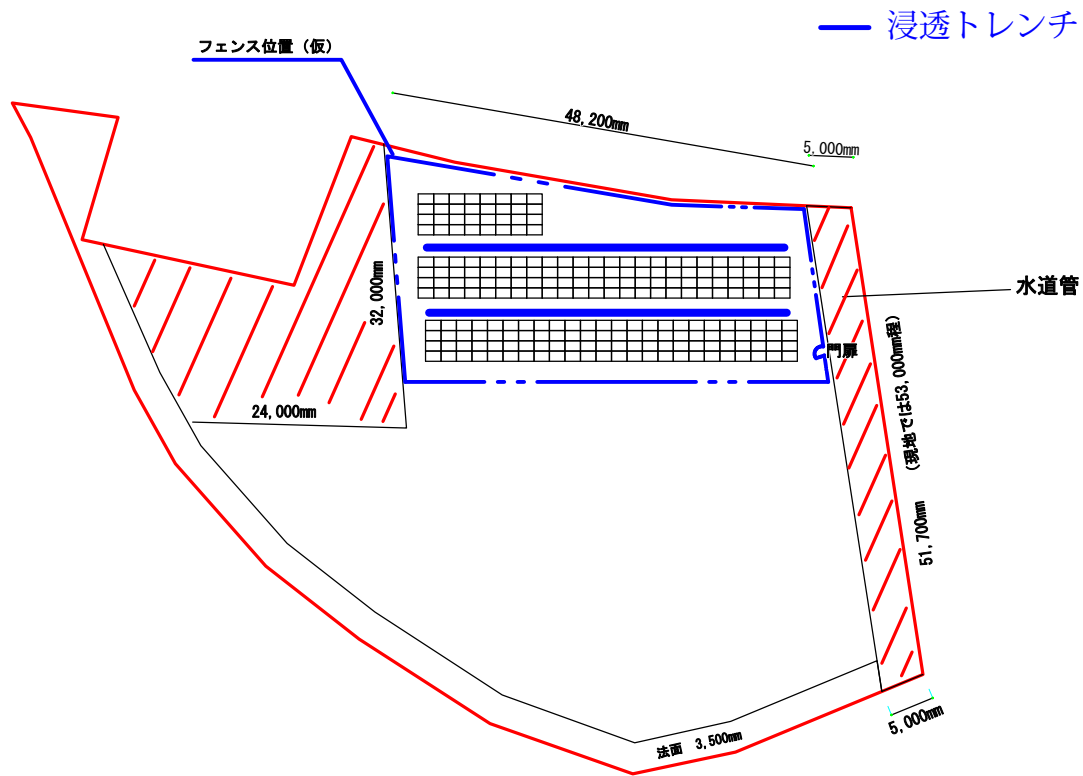 浸透トレンチ
フェンス位置（仮）
48,200mm
5,000mm
水道管
32,000mm
門扉
（現地では53,000mm程）
24,000mm
51,700mm
5,000mm
法面 3,500mm